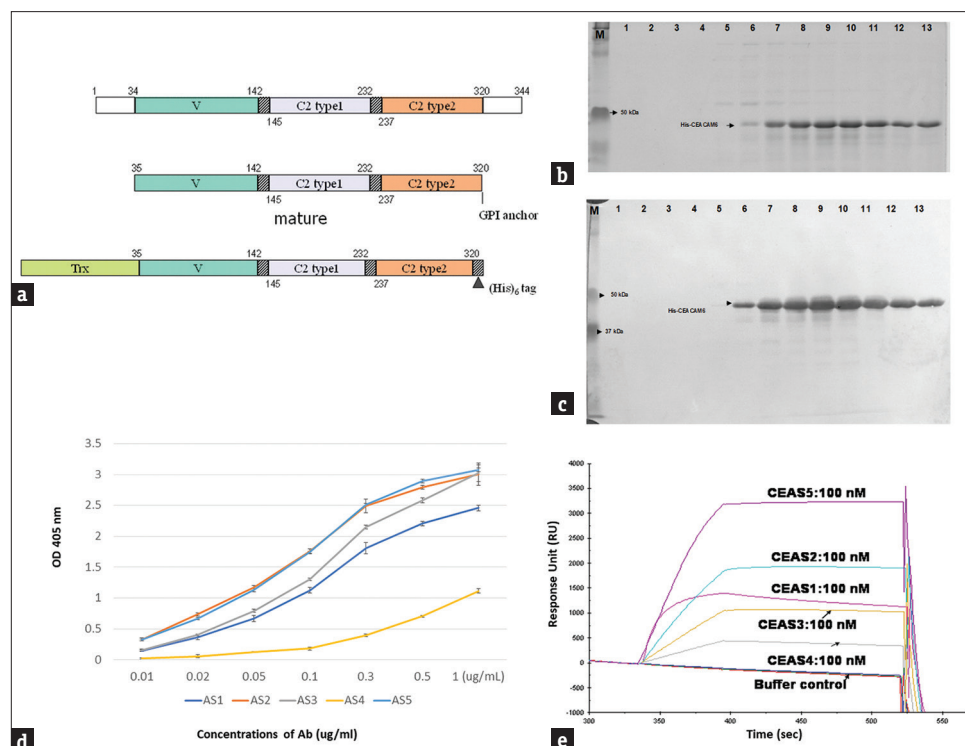 1 34 142 232 320 344
V C2 type1 C2 type2
145 237
35 142 232 320
V C2 type1 C2 type2
145 237
mature
GPI anchor
35 142 232 320
Trx V C2 type1 C2 type2
145 237
(His)6 tag
a
M 1 2 3 4 5 6 7 8 9 10 11 12 13
50 kDa
His-CEACAM6
b
M 1 2 3 4 5 6 7 8 9 10 11 12 13
50 kDa
His-CEACAM6
37 kDa
c
OD 405 nm
3.5
3
2.5
2
1.5
1
0.5
0
0.01 0.02 0.05 0.1 0.3 0.5 1 (ug/mL)
AS1 AS2 AS3 AS4 AS5
Concentrations of Ab (ug/ml)
d
Response Unit (RU)
4000
3500
3000
2500
2000
1500
1000
500
0
-500
-1000
CEAS5:100 nM
CEAS2:100 nM
CEAS1:100 nM
CEAS3:100 nM
CEAS4:100 nM
Buffer control
300 350 400 450 500 550
Time (sec)
e